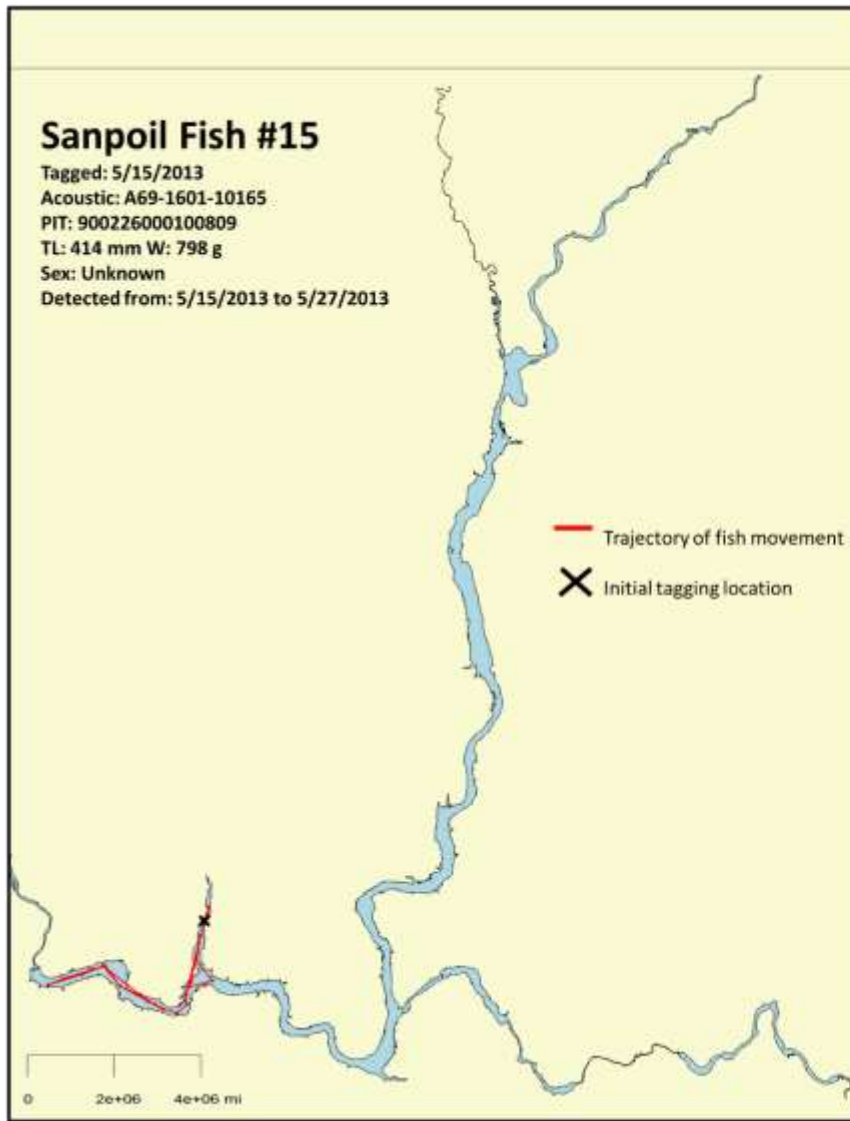 Sanpoil Fish #15
Tagged: 5/15/2013
Acoustic: A69-1601-10165
PIT: 900226000100809
TL: 414 mm W: 798 g
Sex: Unknown
Detected from: 5/15/2013 to 5/27/2013
Trajectory of fish movement
Initial tagging location
0 2e+06 4e+06 mi